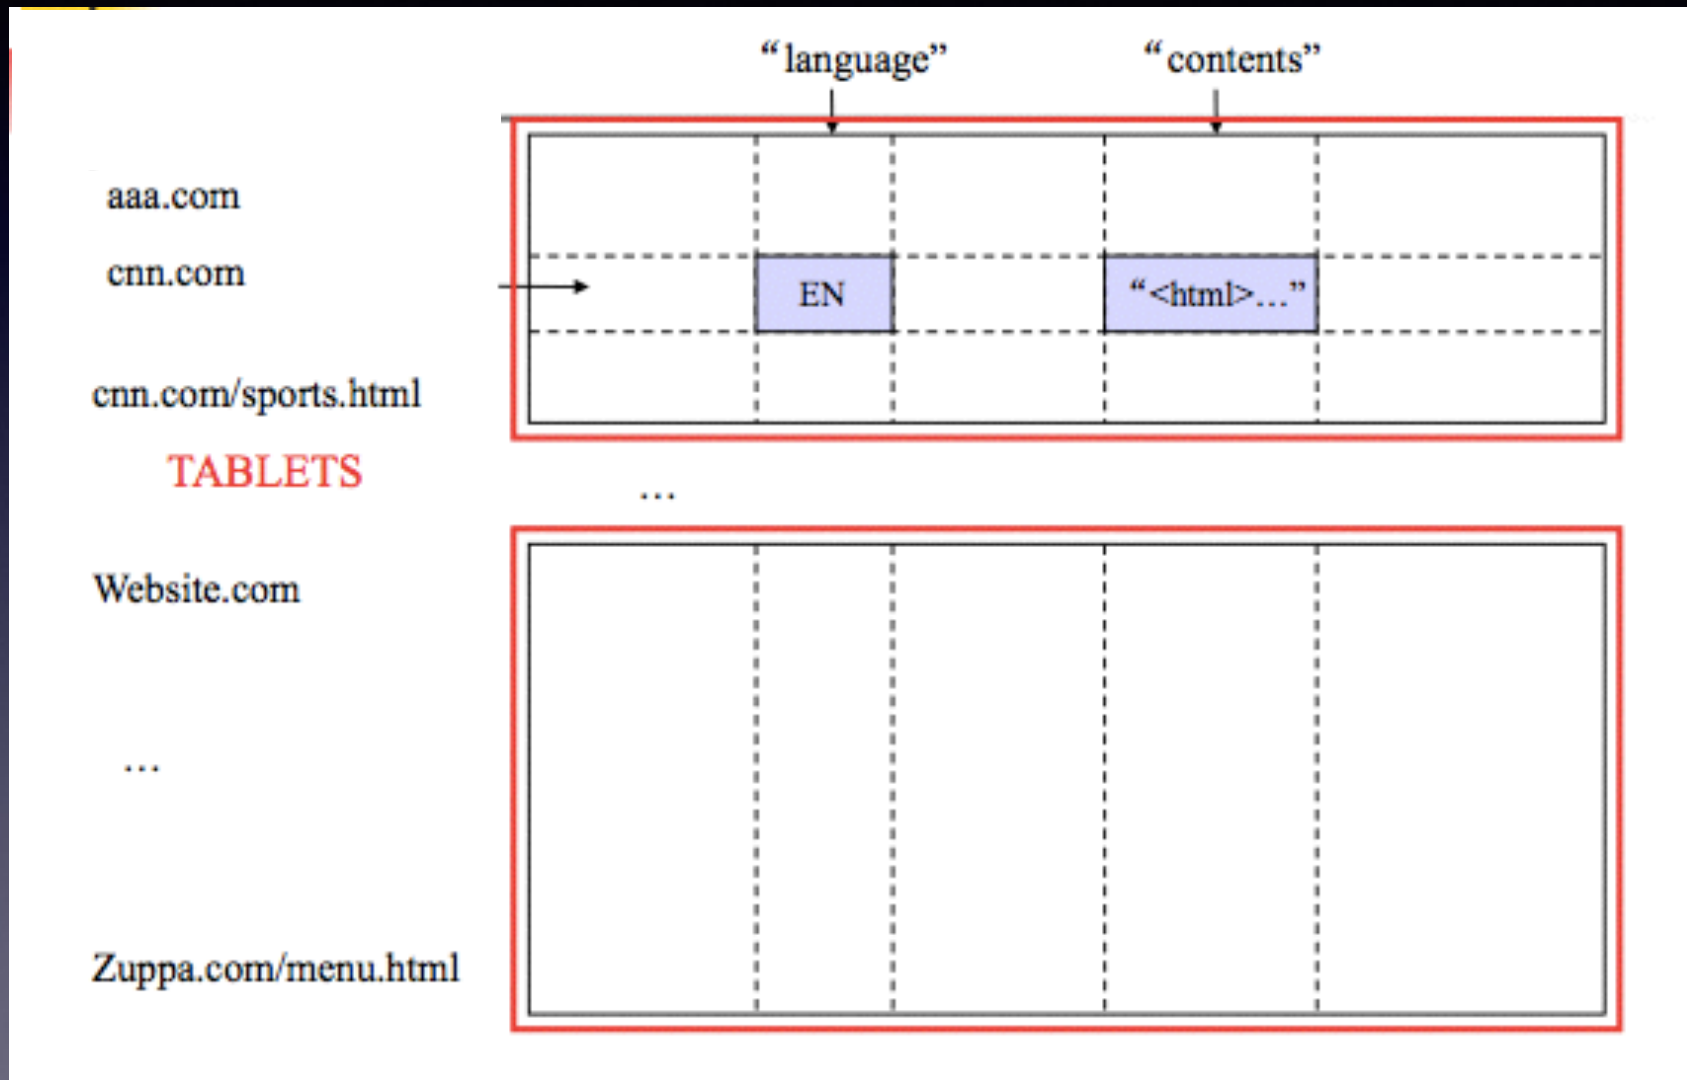 “language” “contents”
aaa.com
cnn.com
EN “<html>…”
cnn.com/sports.html
TABLETS
…
Website.com
…
Zuppa.com/menu.html